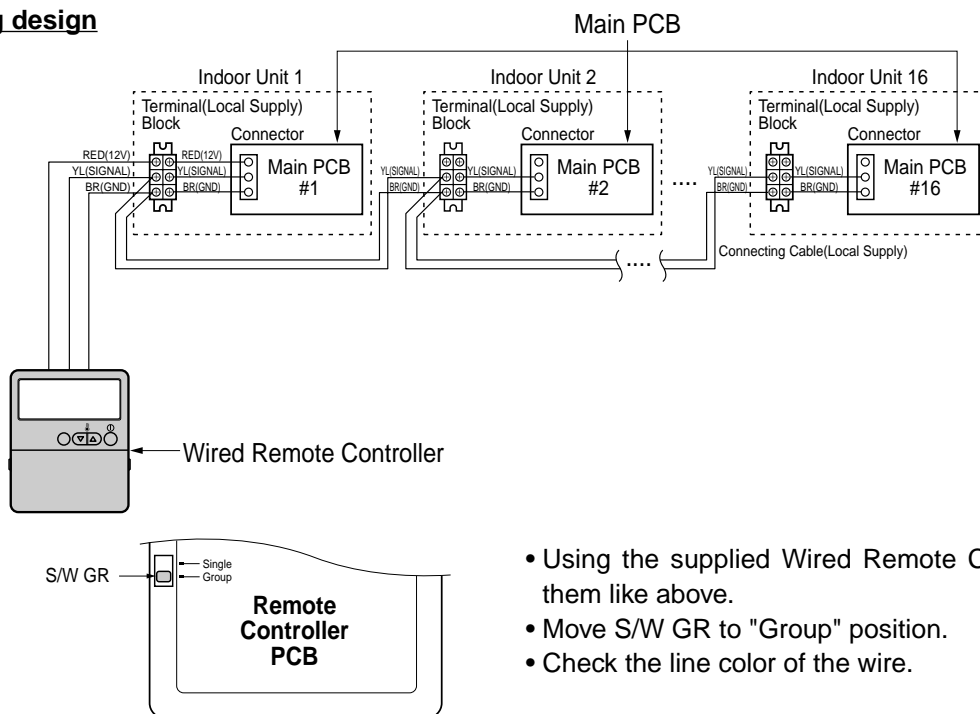 design
Main PCB
Indoor Unit 1
Indoor Unit 2
Indoor Unit 16
Terminal(Local Supply)
Block
Connector
Terminal(Local Supply)
Block
Connector
Terminal(Local Supply)
Block
Connector
RED(12V)
YL(SIGNAL)
BR(GND)
RED(12V)
YL(SIGNAL)
BR(GND)
Main PCB
#1
YL(SIGNAL)
BR(GND)
YL(SIGNAL)
BR(GND)
Main PCB
#2
....
YL(SIGNAL)
BR(GND)
YL(SIGNAL)
BR(GND)
Main PCB
#16
....
Connecting Cable(Local Supply)
Wired Remote Controller
S/W GR
Single
Group
Remote
Controller
PCB
• Using the supplied Wired Remote
them like above.
• Move S/W GR to "Group" position.
• Check the line color of the wire.